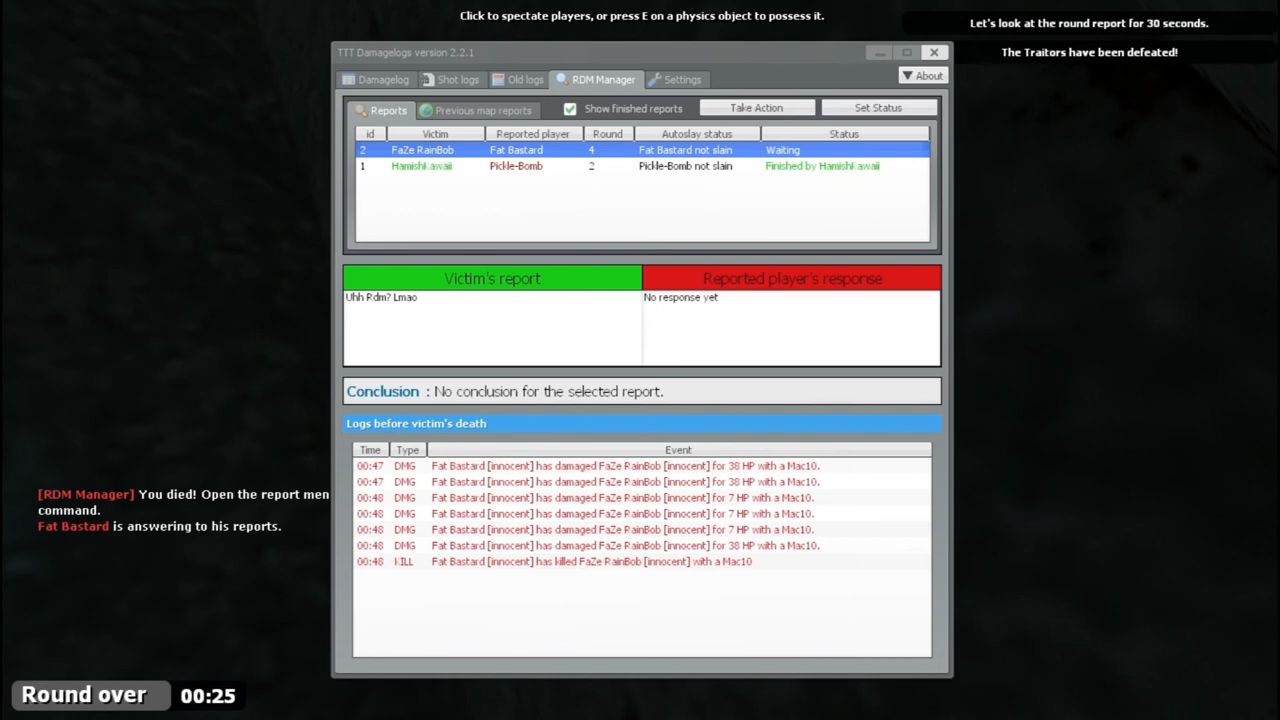 Click to spectate players, or press E on a physics object to possess it.
Let's look at the round report for 30 seconds.
The Traitors have been defeated!
TTT Damagelogs version 2.2.1
Damagelog Shot logs Old logs RDM Manager Settings
▼ About
Reports Previous map reports Show finished reports Take Action Set Status
id Victim Reported player Round Autoslay status Status
2 FaZe RainBob Fat Bastard 4 Fat Bastard not slain Waiting
1 HamishKawaii Pickle-Bomb 2 Pickle-Bomb not slain Finished by HamishKawaii
Victim's report Reported player's response
Uhh Rdm? Lmao No response yet
Conclusion : No conclusion for the selected report.
Logs before victim's death
Time Type Event
00:47 DMG Fat Bastard [innocent] has damaged FaZe RainBob [innocent] for 38 HP with a Mac10.
00:47 DMG Fat Bastard [innocent] has damaged FaZe RainBob [innocent] for 38 HP with a Mac10.
00:48 DMG Fat Bastard [innocent] has damaged FaZe RainBob [innocent] for 7 HP with a Mac10.
00:48 DMG Fat Bastard [innocent] has damaged FaZe RainBob [innocent] for 7 HP with a Mac10.
00:48 DMG Fat Bastard [innocent] has damaged FaZe RainBob [innocent] for 7 HP with a Mac10.
00:48 DMG Fat Bastard [innocent] has damaged FaZe RainBob [innocent] for 38 HP with a Mac10.
00:48 KILL Fat Bastard [innocent] has killed FaZe RainBob [innocent] with a Mac10
[RDM Manager] You died! Open the report men
command.
Fat Bastard is answering to his reports.
Round over 00:25